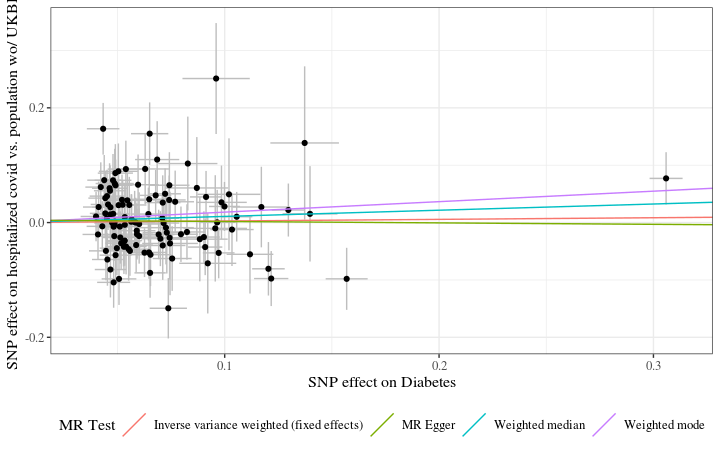 SNP effect on hospitalized covid vs. population wo/
0.2
0.0
-0.2
0.1
0.2
0.3
SNP effect on Diabetes
MR Test
Inverse variance weighted (fixed effects)
MR Egger
Weighted median
Weighted mode